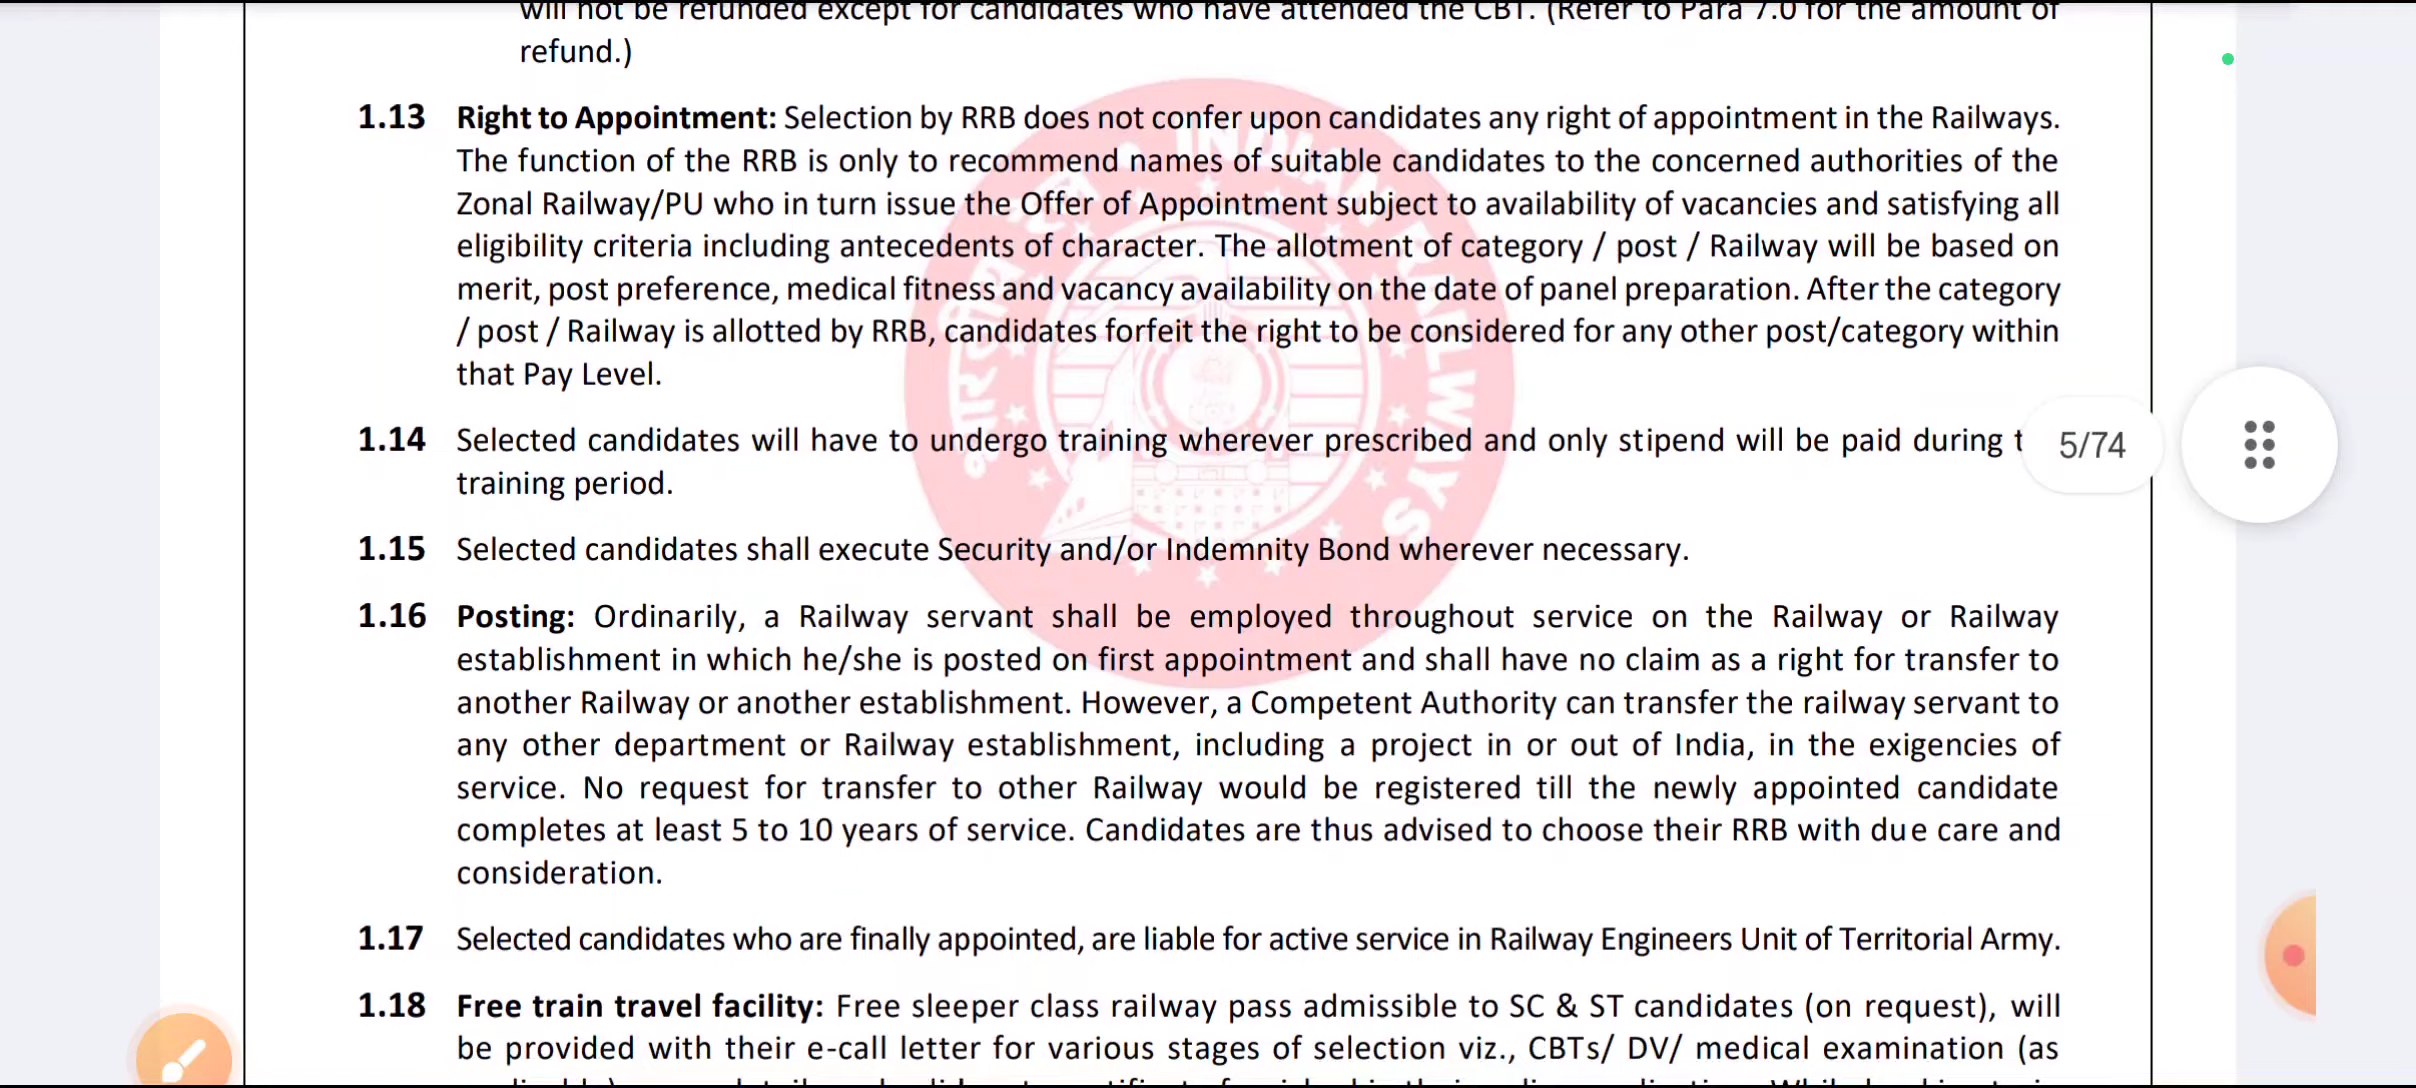 will not be refunded except for candidates who have attended the CBT. (Refer to Para 7.0 for the amount of
refund.)
1.13 Right to Appointment: Selection by RRB does not confer upon candidates any right of appointment in the Railways.
The function of the RRB is only to recommend names of suitable candidates to the concerned authorities of the
Zonal Railway/PU who in turn issue the Offer of Appointment subject to availability of vacancies and satisfying all
eligibility criteria including antecedents of character. The allotment of category / post / Railway will be based on
merit, post preference, medical fitness and vacancy availability on the date of panel preparation. After the category
/ post / Railway is allotted by RRB, candidates forfeit the right to be considered for any other post/category within
that Pay Level.
1.14 Selected candidates will have to undergo training wherever prescribed and only stipend will be paid during t
5/74
training period.
1.15 Selected candidates shall execute Security and/or Indemnity Bond wherever necessary.
1.16 Posting: Ordinarily, a Railway servant shall be employed throughout service on the Railway or Railway
establishment in which he/she is posted on first appointment and shall have no claim as a right for transfer to
another Railway or another establishment. However, a Competent Authority can transfer the railway servant to
any other department or Railway establishment, including a project in or out of India, in the exigencies of
service. No request for transfer to other Railway would be registered till the newly appointed candidate
completes at least 5 to 10 years of service. Candidates are thus advised to choose their RRB with due care and
consideration.
1.17 Selected candidates who are finally appointed, are liable for active service in Railway Engineers Unit of Territorial Army.
1.18 Free train travel facility: Free sleeper class railway pass admissible to SC & ST candidates (on request), will
be provided with their e-call letter for various stages of selection viz., CBTs/ DV/ medical examination (as
भारतीय रेल INDIAN RAILWAYS